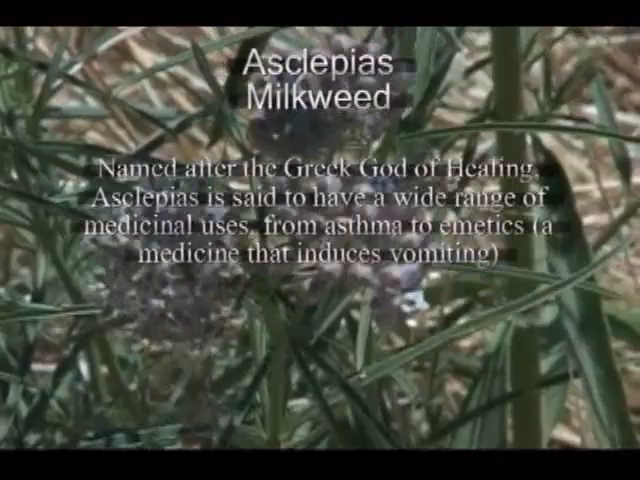 Asclepias
Milkweed
Named after the Greek God of Healing.
Asclepias is said to have a wide range of
medicinal uses, from asthma to emetics (a
medicine that induces vomiting)